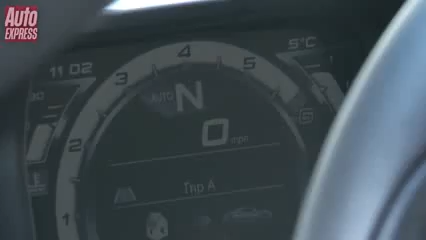 Auto
EXPRESS
11 02
5°C
1 2 3 4 5 6
AUTO N
0 mph
Trip A